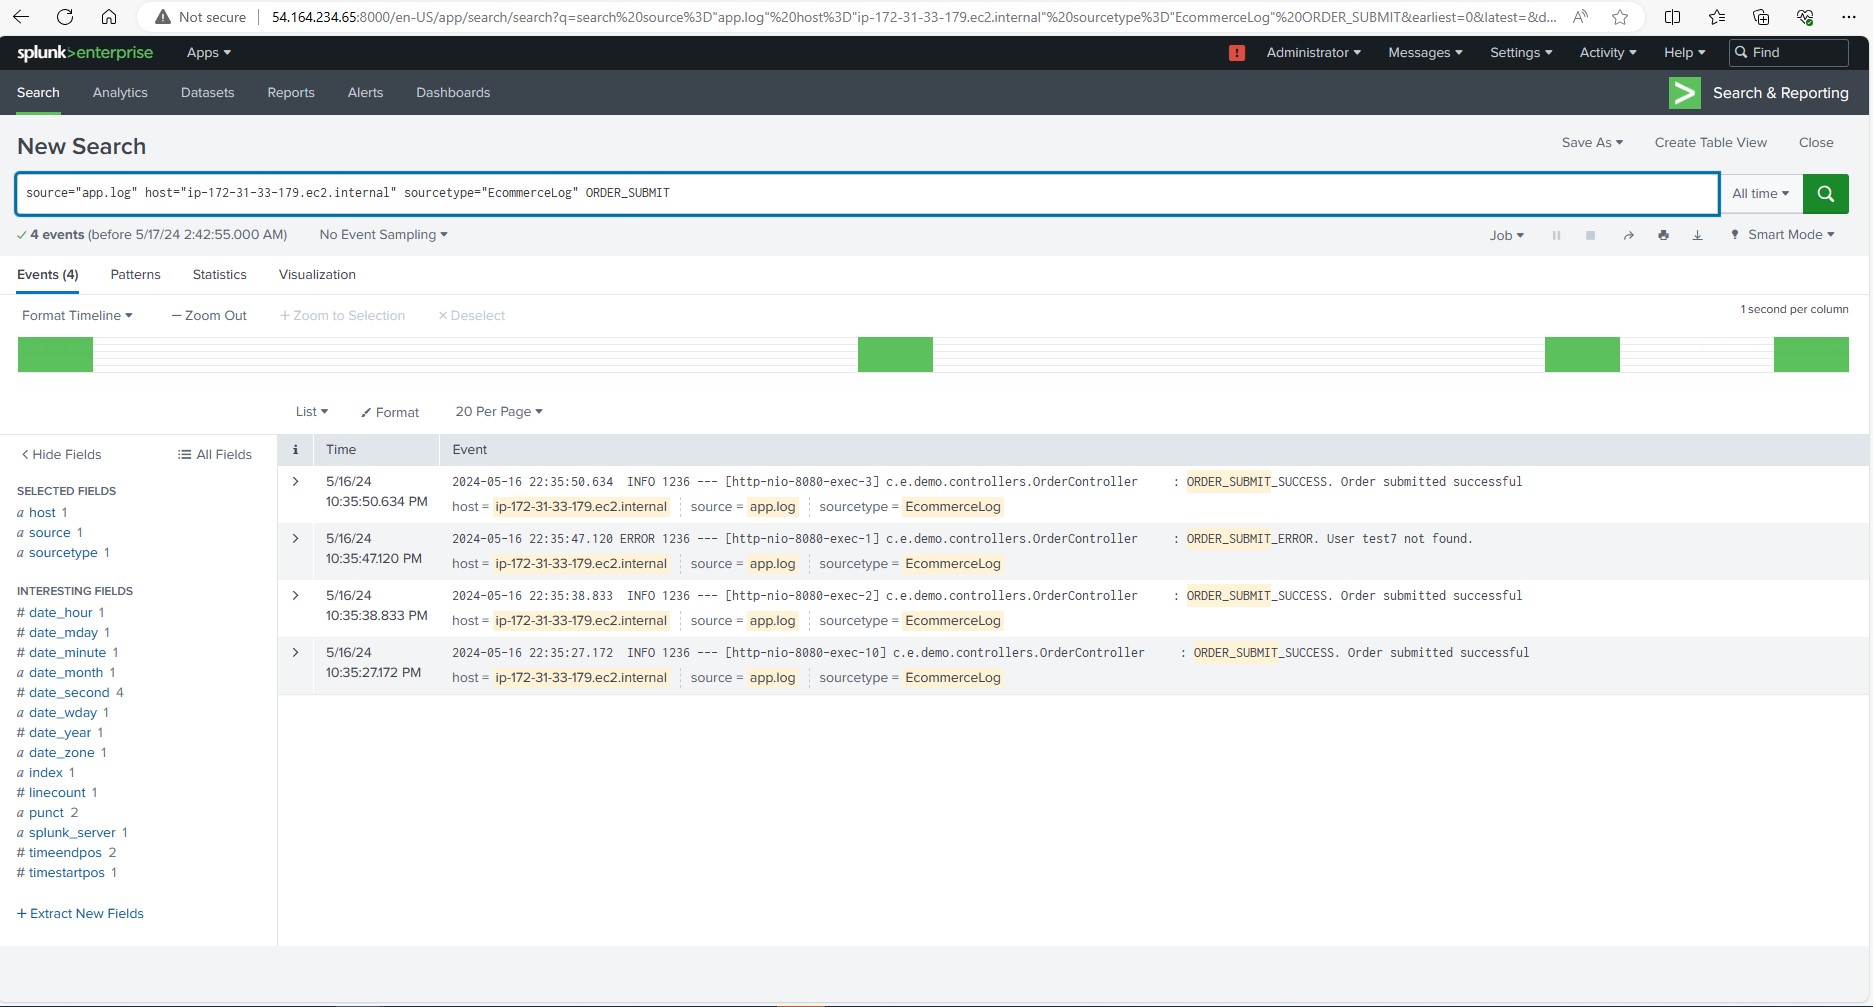 Not secure 54.164.234.65:8000/en-US/app/search/search?q=search%20source%3D"app.log"%20host%3D"ip-172-31-33-179.ec2.internal"%20sourcetype%3D"EcommerceLog"%20ORDER_SUBMIT&earliest=0&latest=&d...
splunk>enterprise Apps Administrator Messages Settings Activity Help Find
Search Analytics Datasets Reports Alerts Dashboards Search & Reporting
New Search Save As Create Table View Close
source="app.log" host="ip-172-31-33-179.ec2.internal" sourcetype="EcommerceLog" ORDER_SUBMIT All time
4 events (before 5/17/24 2:42:55.000 AM) No Event Sampling Job Smart Mode
Events (4) Patterns Statistics Visualization
Format Timeline — Zoom Out + Zoom to Selection × Deselect 1 second per column
List Format 20 Per Page
< Hide Fields All Fields
SELECTED FIELDS
a host 1
a source 1
a sourcetype 1
INTERESTING FIELDS
# date_hour 1
# date_mday 1
# date_minute 1
a date_month 1
# date_second 4
a date_wday 1
# date_year 1
a date_zone 1
a index 1
# linecount 1
a punct 2
a splunk_server 1
# timeendpos 2
# timestartpos 1
+ Extract New Fields
i Time Event
5/16/24 10:35:50.634 PM
2024-05-16 22:35:50.634 INFO 1236 --- [http-nio-8080-exec-3] c.e.demo.controllers.OrderController : ORDER_SUBMIT_SUCCESS. Order submitted successful
host = ip-172-31-33-179.ec2.internal source = app.log sourcetype = EcommerceLog
5/16/24 10:35:47.120 PM
2024-05-16 22:35:47.120 ERROR 1236 --- [http-nio-8080-exec-1] c.e.demo.controllers.OrderController : ORDER_SUBMIT_ERROR. User test7 not found.
host = ip-172-31-33-179.ec2.internal source = app.log sourcetype = EcommerceLog
5/16/24 10:35:38.833 PM
2024-05-16 22:35:38.833 INFO 1236 --- [http-nio-8080-exec-2] c.e.demo.controllers.OrderController : ORDER_SUBMIT_SUCCESS. Order submitted successful
host = ip-172-31-33-179.ec2.internal source = app.log sourcetype = EcommerceLog
5/16/24 10:35:27.172 PM
2024-05-16 22:35:27.172 INFO 1236 --- [http-nio-8080-exec-10] c.e.demo.controllers.OrderController : ORDER_SUBMIT_SUCCESS. Order submitted successful
host = ip-172-31-33-179.ec2.internal source = app.log sourcetype = EcommerceLog